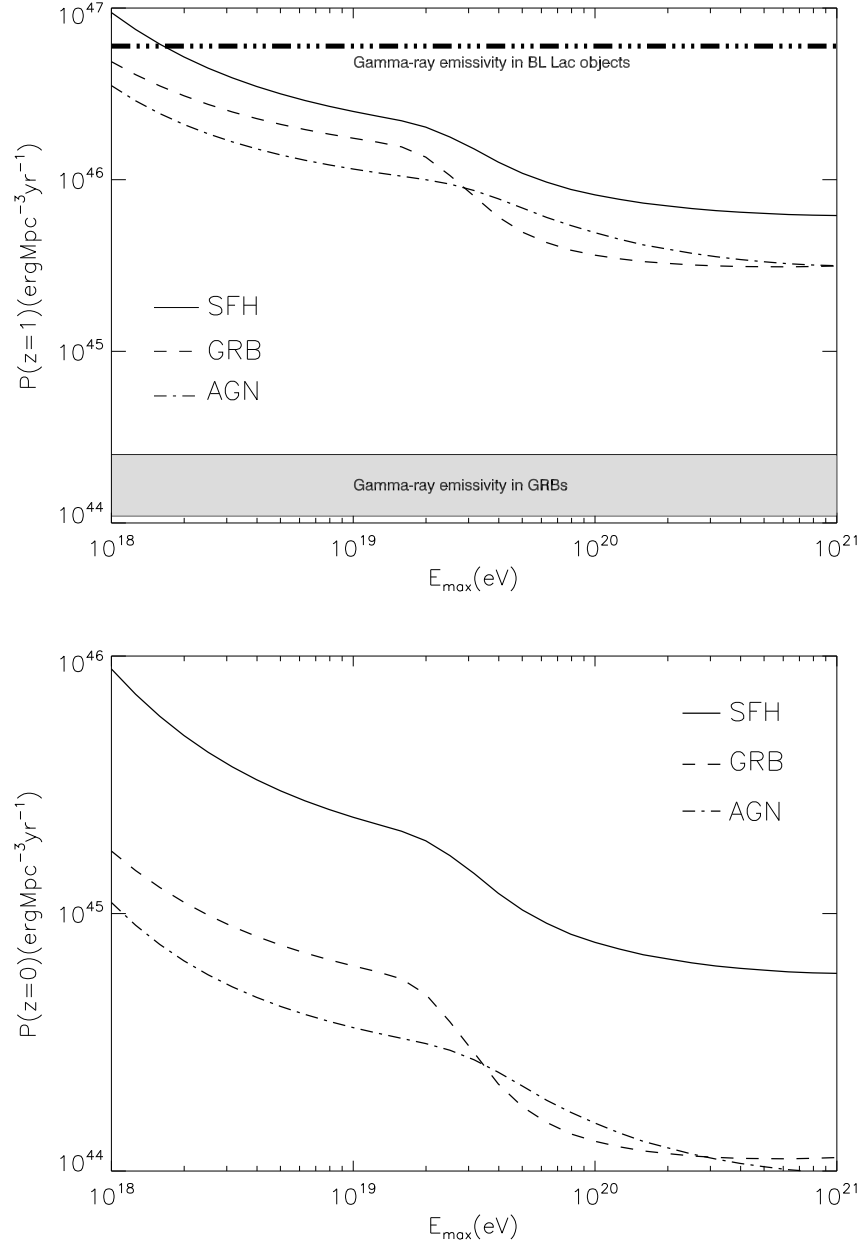 10^47
Gamma-ray emissivity in BL Lac objects
10^46
P(z=1)(ergMpc^−3yr^−1)
SFH
GRB
AGN
10^45
Gamma-ray emissivity in GRBs
10^44
10^18 10^19 10^20 10^21
E_max(eV)
10^46
SFH
GRB
AGN
P(z=0)(ergMpc^−3yr^−1)
10^45
10^44
10^18 10^19 10^20 10^21
E_max(eV)